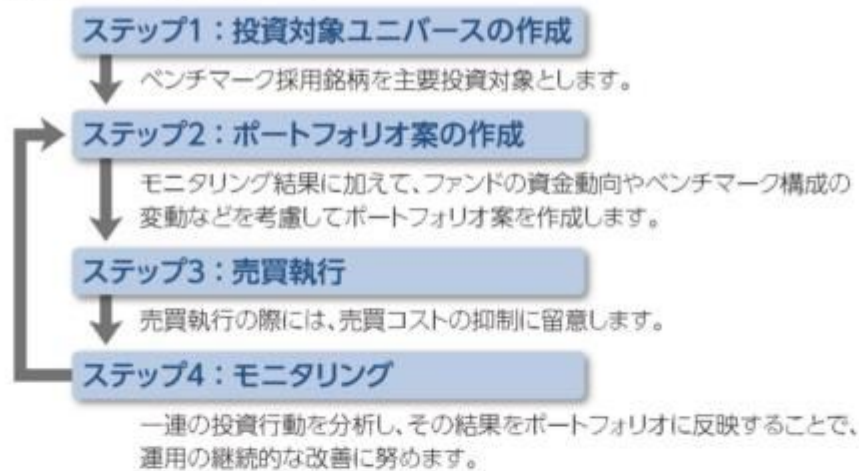 ステップ1：投資対象ユニバースの作成
ベンチマーク採用銘柄を主要投資対象とします。
ステップ2：ポートフォリオ案の作成
モニタリング結果に加えて、ファンドの資金動向やベンチマーク構成の
変動などを考慮してポートフォリオ案を作成します。
ステップ3：売買執行
売買執行の際には、売買コストの抑制に留意します。
ステップ4：モニタリング
一連の投資行動を分析し、その結果をポートフォリオに反映することで、
運用の継続的な改善に努めます。